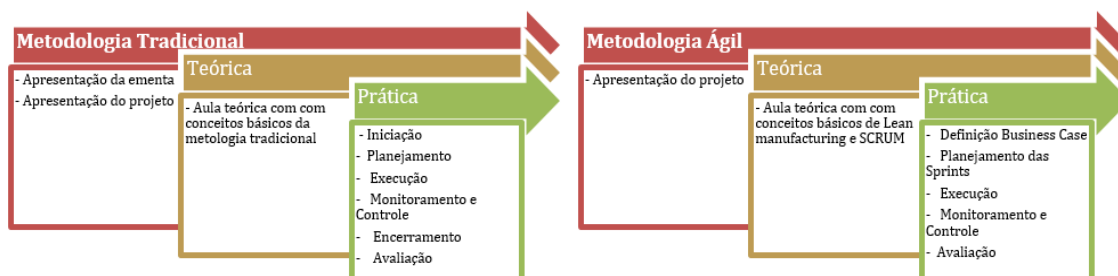 Metodologia Tradicional
- Apresentação da ementa
- Apresentação do projeto
Teórica
- Aula teórica com com
conceitos básicos da
metologia tradicional
Prática
- Iniciação
- Planejamento
- Execução
- Monitoramento e
Controle
- Encerramento
- Avaliação
Metodologia Ágil
- Apresentação do projeto
Teórica
- Aula teórica com com
conceitos básicos de Lean
manufacturing e SCRUM
Prática
- Definição Business Case
- Planejamento das
Sprints
- Execução
- Monitoramento e
Controle
- Avaliação